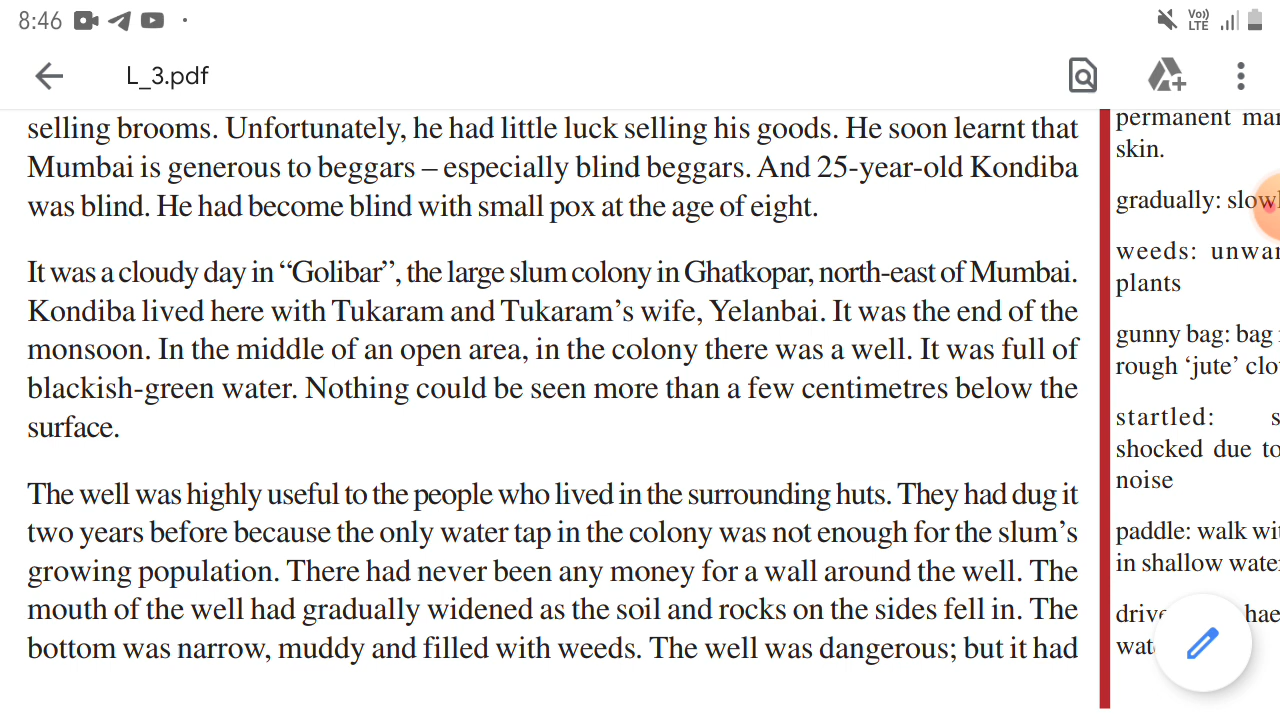 8:46
Vo))
LTE
L_3.pdf
selling brooms. Unfortunately, he had little luck selling his goods. He soon learnt that
Mumbai is generous to beggars – especially blind beggars. And 25-year-old Kondiba
was blind. He had become blind with small pox at the age of eight.
It was a cloudy day in “Golibar”, the large slum colony in Ghatkopar, north-east of Mumbai.
Kondiba lived here with Tukaram and Tukaram’s wife, Yelanbai. It was the end of the
monsoon. In the middle of an open area, in the colony there was a well. It was full of
blackish-green water. Nothing could be seen more than a few centimetres below the
surface.
The well was highly useful to the people who lived in the surrounding huts. They had dug it
two years before because the only water tap in the colony was not enough for the slum’s
growing population. There had never been any money for a wall around the well. The
mouth of the well had gradually widened as the soil and rocks on the sides fell in. The
bottom was narrow, muddy and filled with weeds. The well was dangerous; but it had
permanent
skin.
gradually:
weeds:
plants
gunny bag: bag
rough ‘jute’
startled:
shocked due to
noise
paddle: walk
in shallow